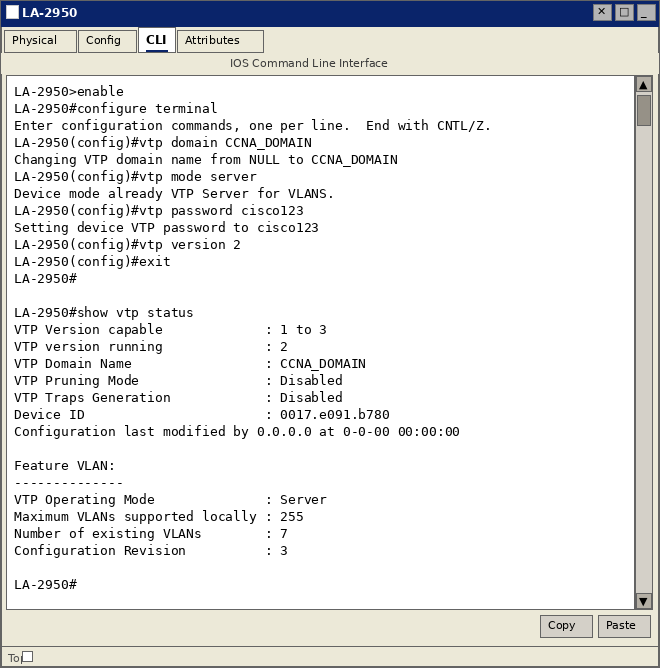 LA-2950
Physical Config CLI Attributes
IOS Command Line Interface
LA-2950>enable
LA-2950#configure terminal
Enter configuration commands, one per line.  End with CNTL/Z.
LA-2950(config)#vtp domain CCNA_DOMAIN
Changing VTP domain name from NULL to CCNA_DOMAIN
LA-2950(config)#vtp mode server
Device mode already VTP Server for VLANS.
LA-2950(config)#vtp password cisco123
Setting device VTP password to cisco123
LA-2950(config)#vtp version 2
LA-2950(config)#exit
LA-2950#
LA-2950#show vtp status
VTP Version capable             : 1 to 3
VTP version running             : 2
VTP Domain Name                 : CCNA_DOMAIN
VTP Pruning Mode                : Disabled
VTP Traps Generation            : Disabled
Device ID                       : 0017.e091.b780
Configuration last modified by 0.0.0.0 at 0-0-00 00:00:00
Feature VLAN:
--------------
VTP Operating Mode              : Server
Maximum VLANs supported locally : 255
Number of existing VLANs        : 7
Configuration Revision          : 3
LA-2950#
Copy Paste